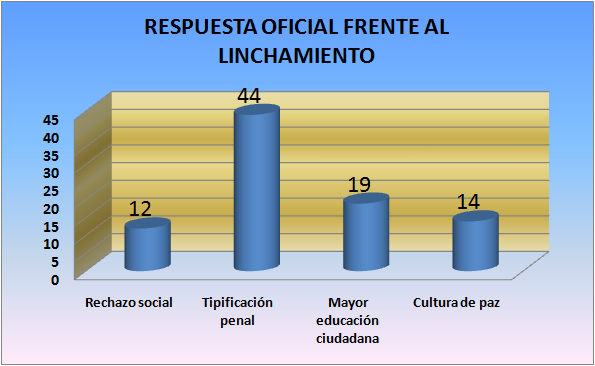 RESPUESTA OFICIAL FRENTE AL
LINCHAMIENTO
45
40
35
30
25
20
15
10
5
0
12
44
19
14
Rechazo social
Tipificación
penal
Mayor
educación
ciudadana
Cultura de paz